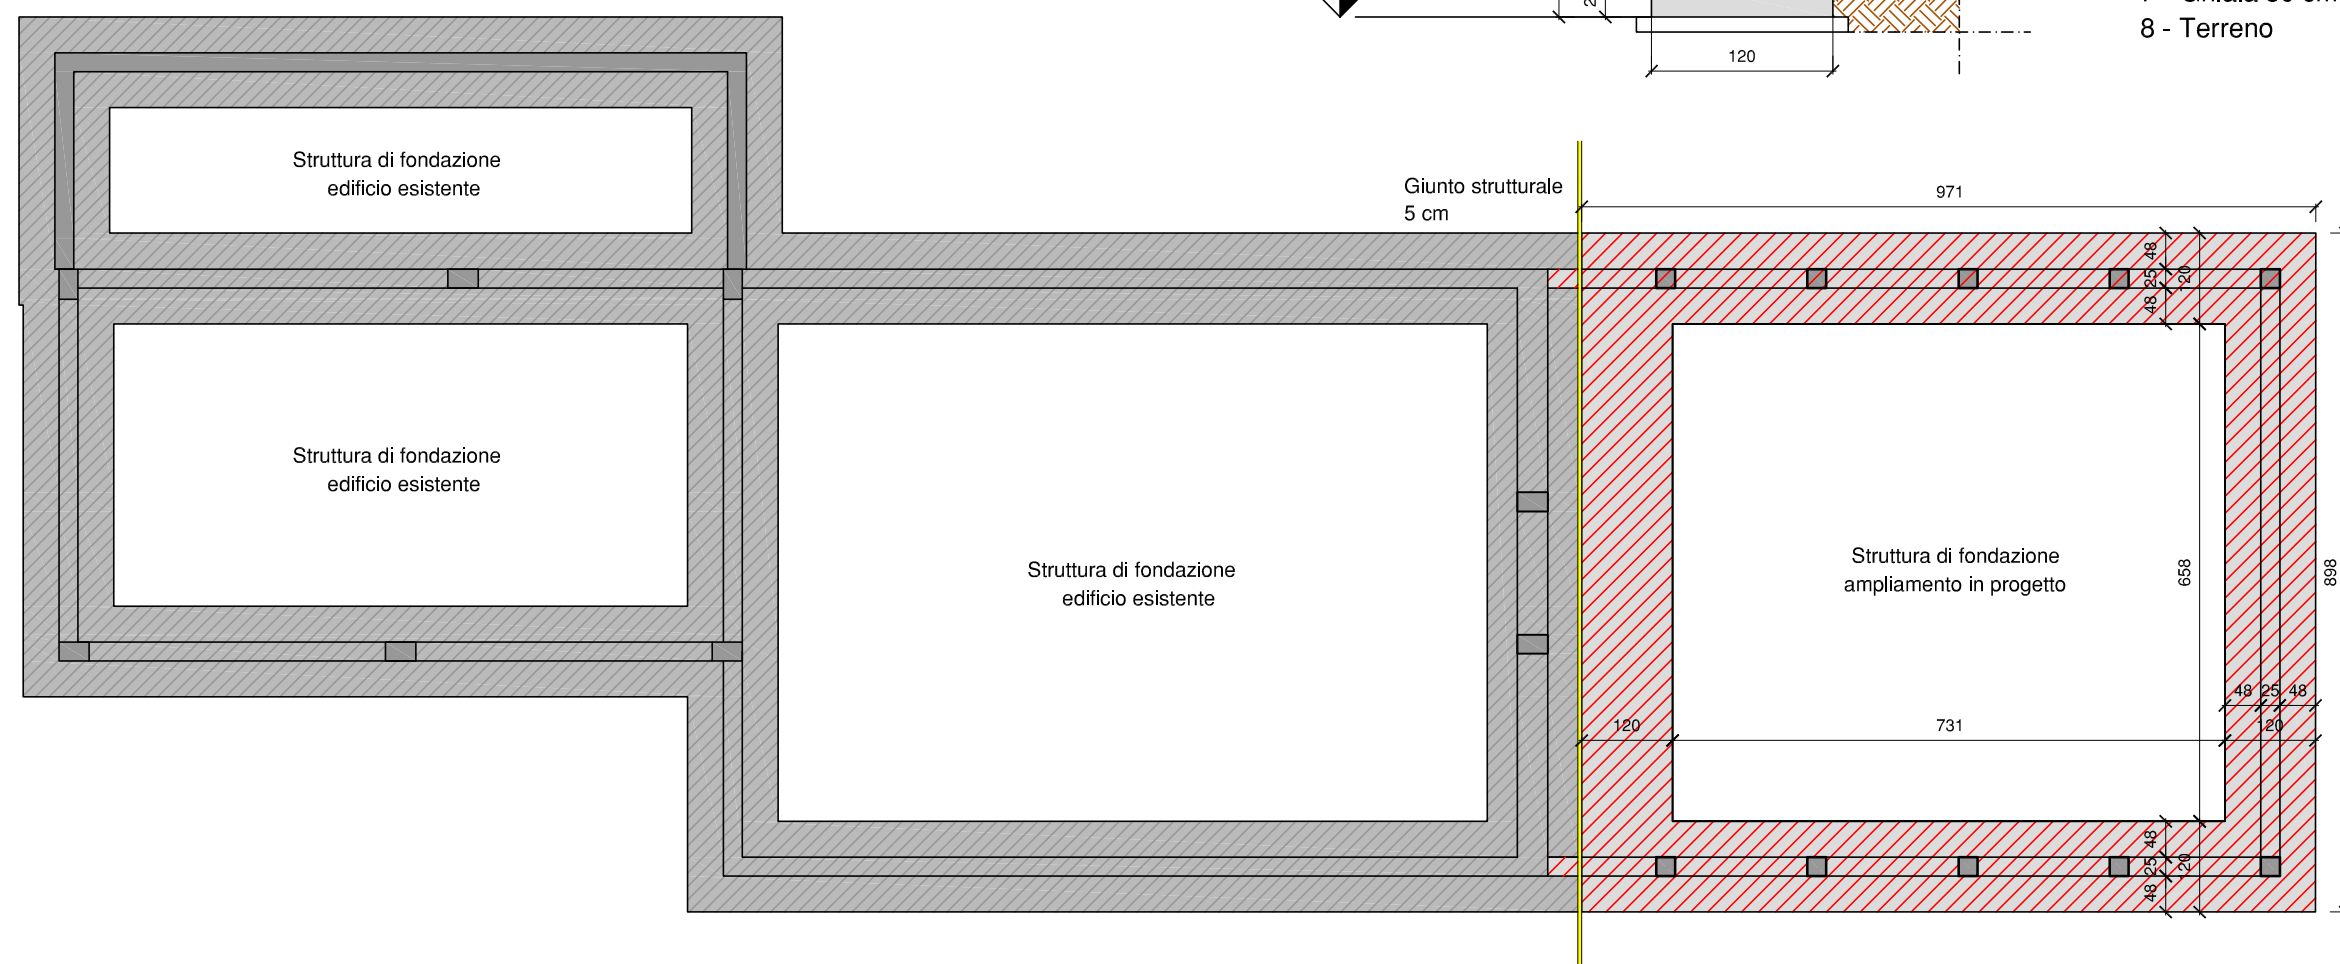 8 - Terreno
120
Struttura di fondazione
edificio esistente
Giunto strutturale
5 cm
971
48
25
48
Struttura di fondazione
edificio esistente
Struttura di fondazione
edificio esistente
Struttura di fondazione
ampliamento in progetto
658
898
48 25 48
120
731
120
48
25
48